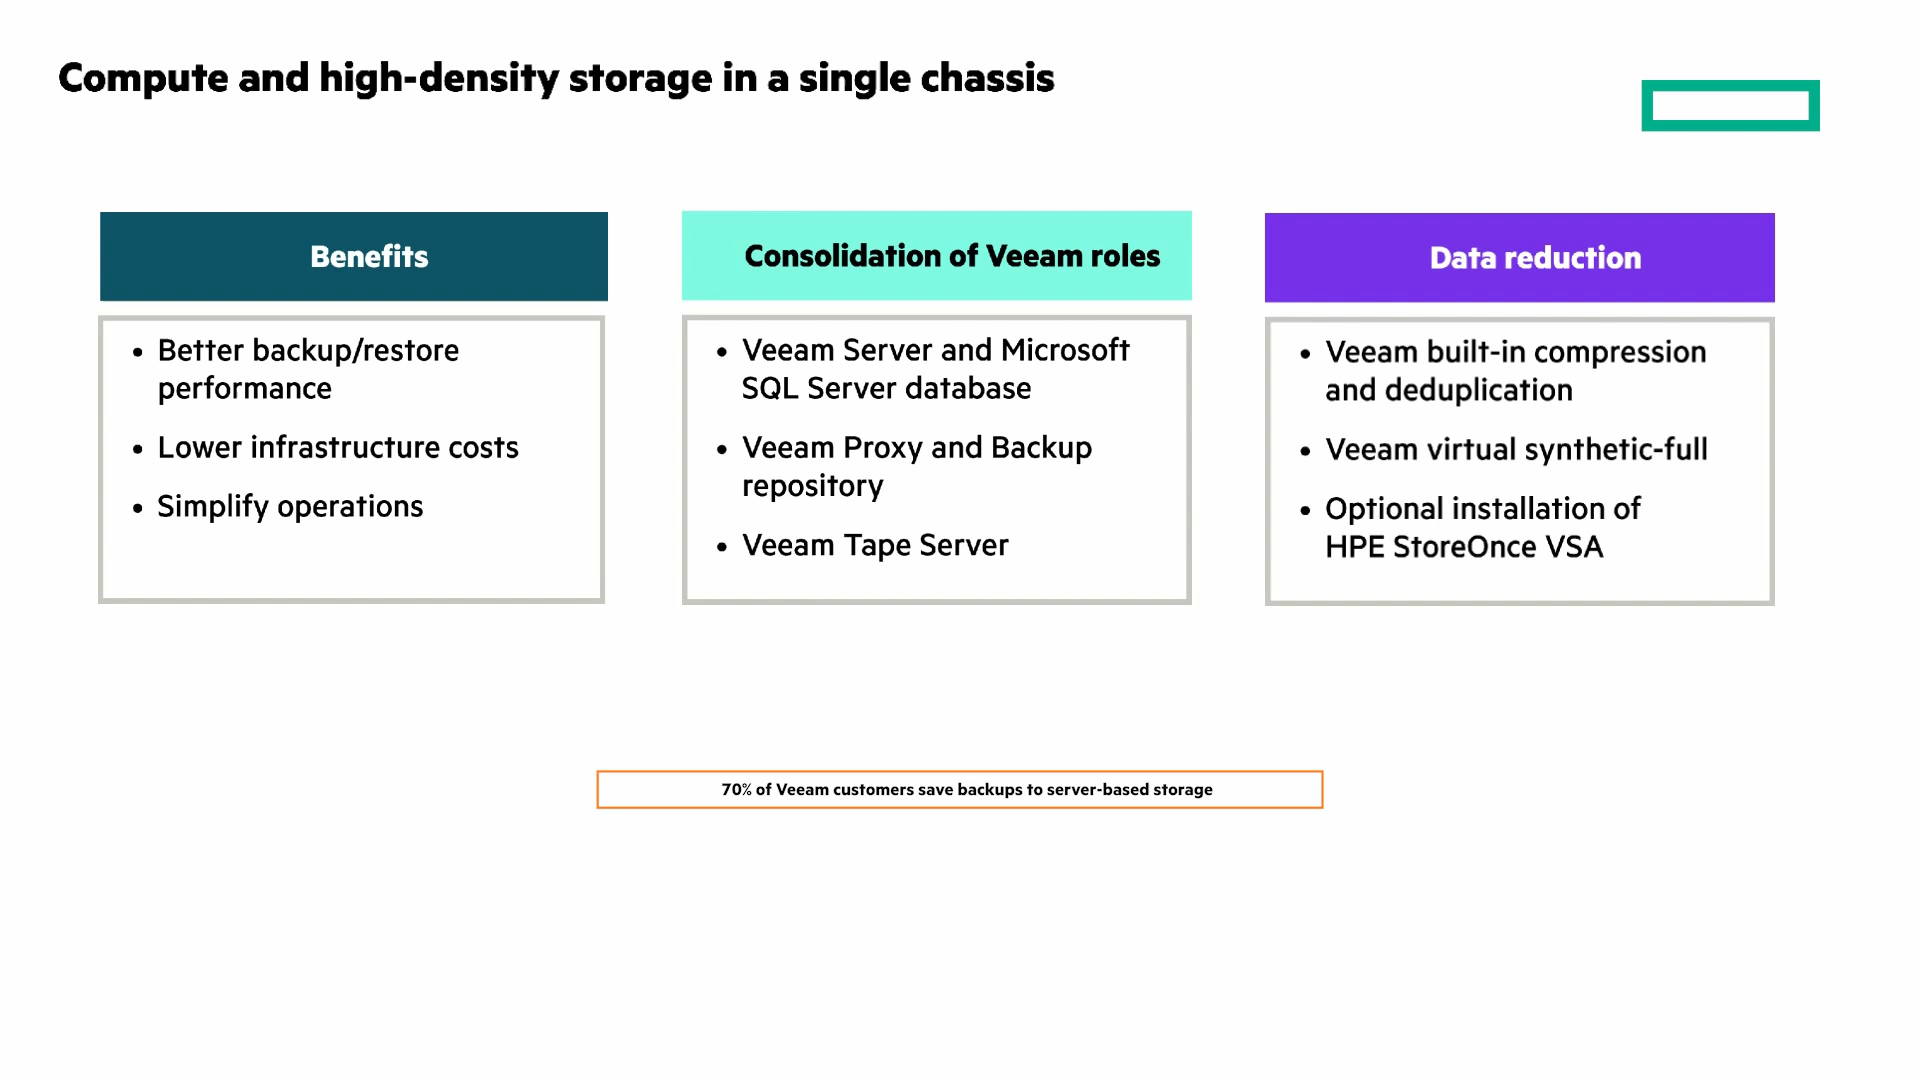 Compute and high-density storage in a single chassis
Benefits
• Better backup/restore
performance
• Lower infrastructure costs
• Simplify operations
Consolidation of Veeam roles
• Veeam Server and Microsoft
SQL Server database
• Veeam Proxy and Backup
repository
• Veeam Tape Server
Data reduction
• Veeam built-in compression
and deduplication
• Veeam virtual synthetic-full
• Optional installation of
HPE StoreOnce VSA
70% of Veeam customers save backups to server-based storage